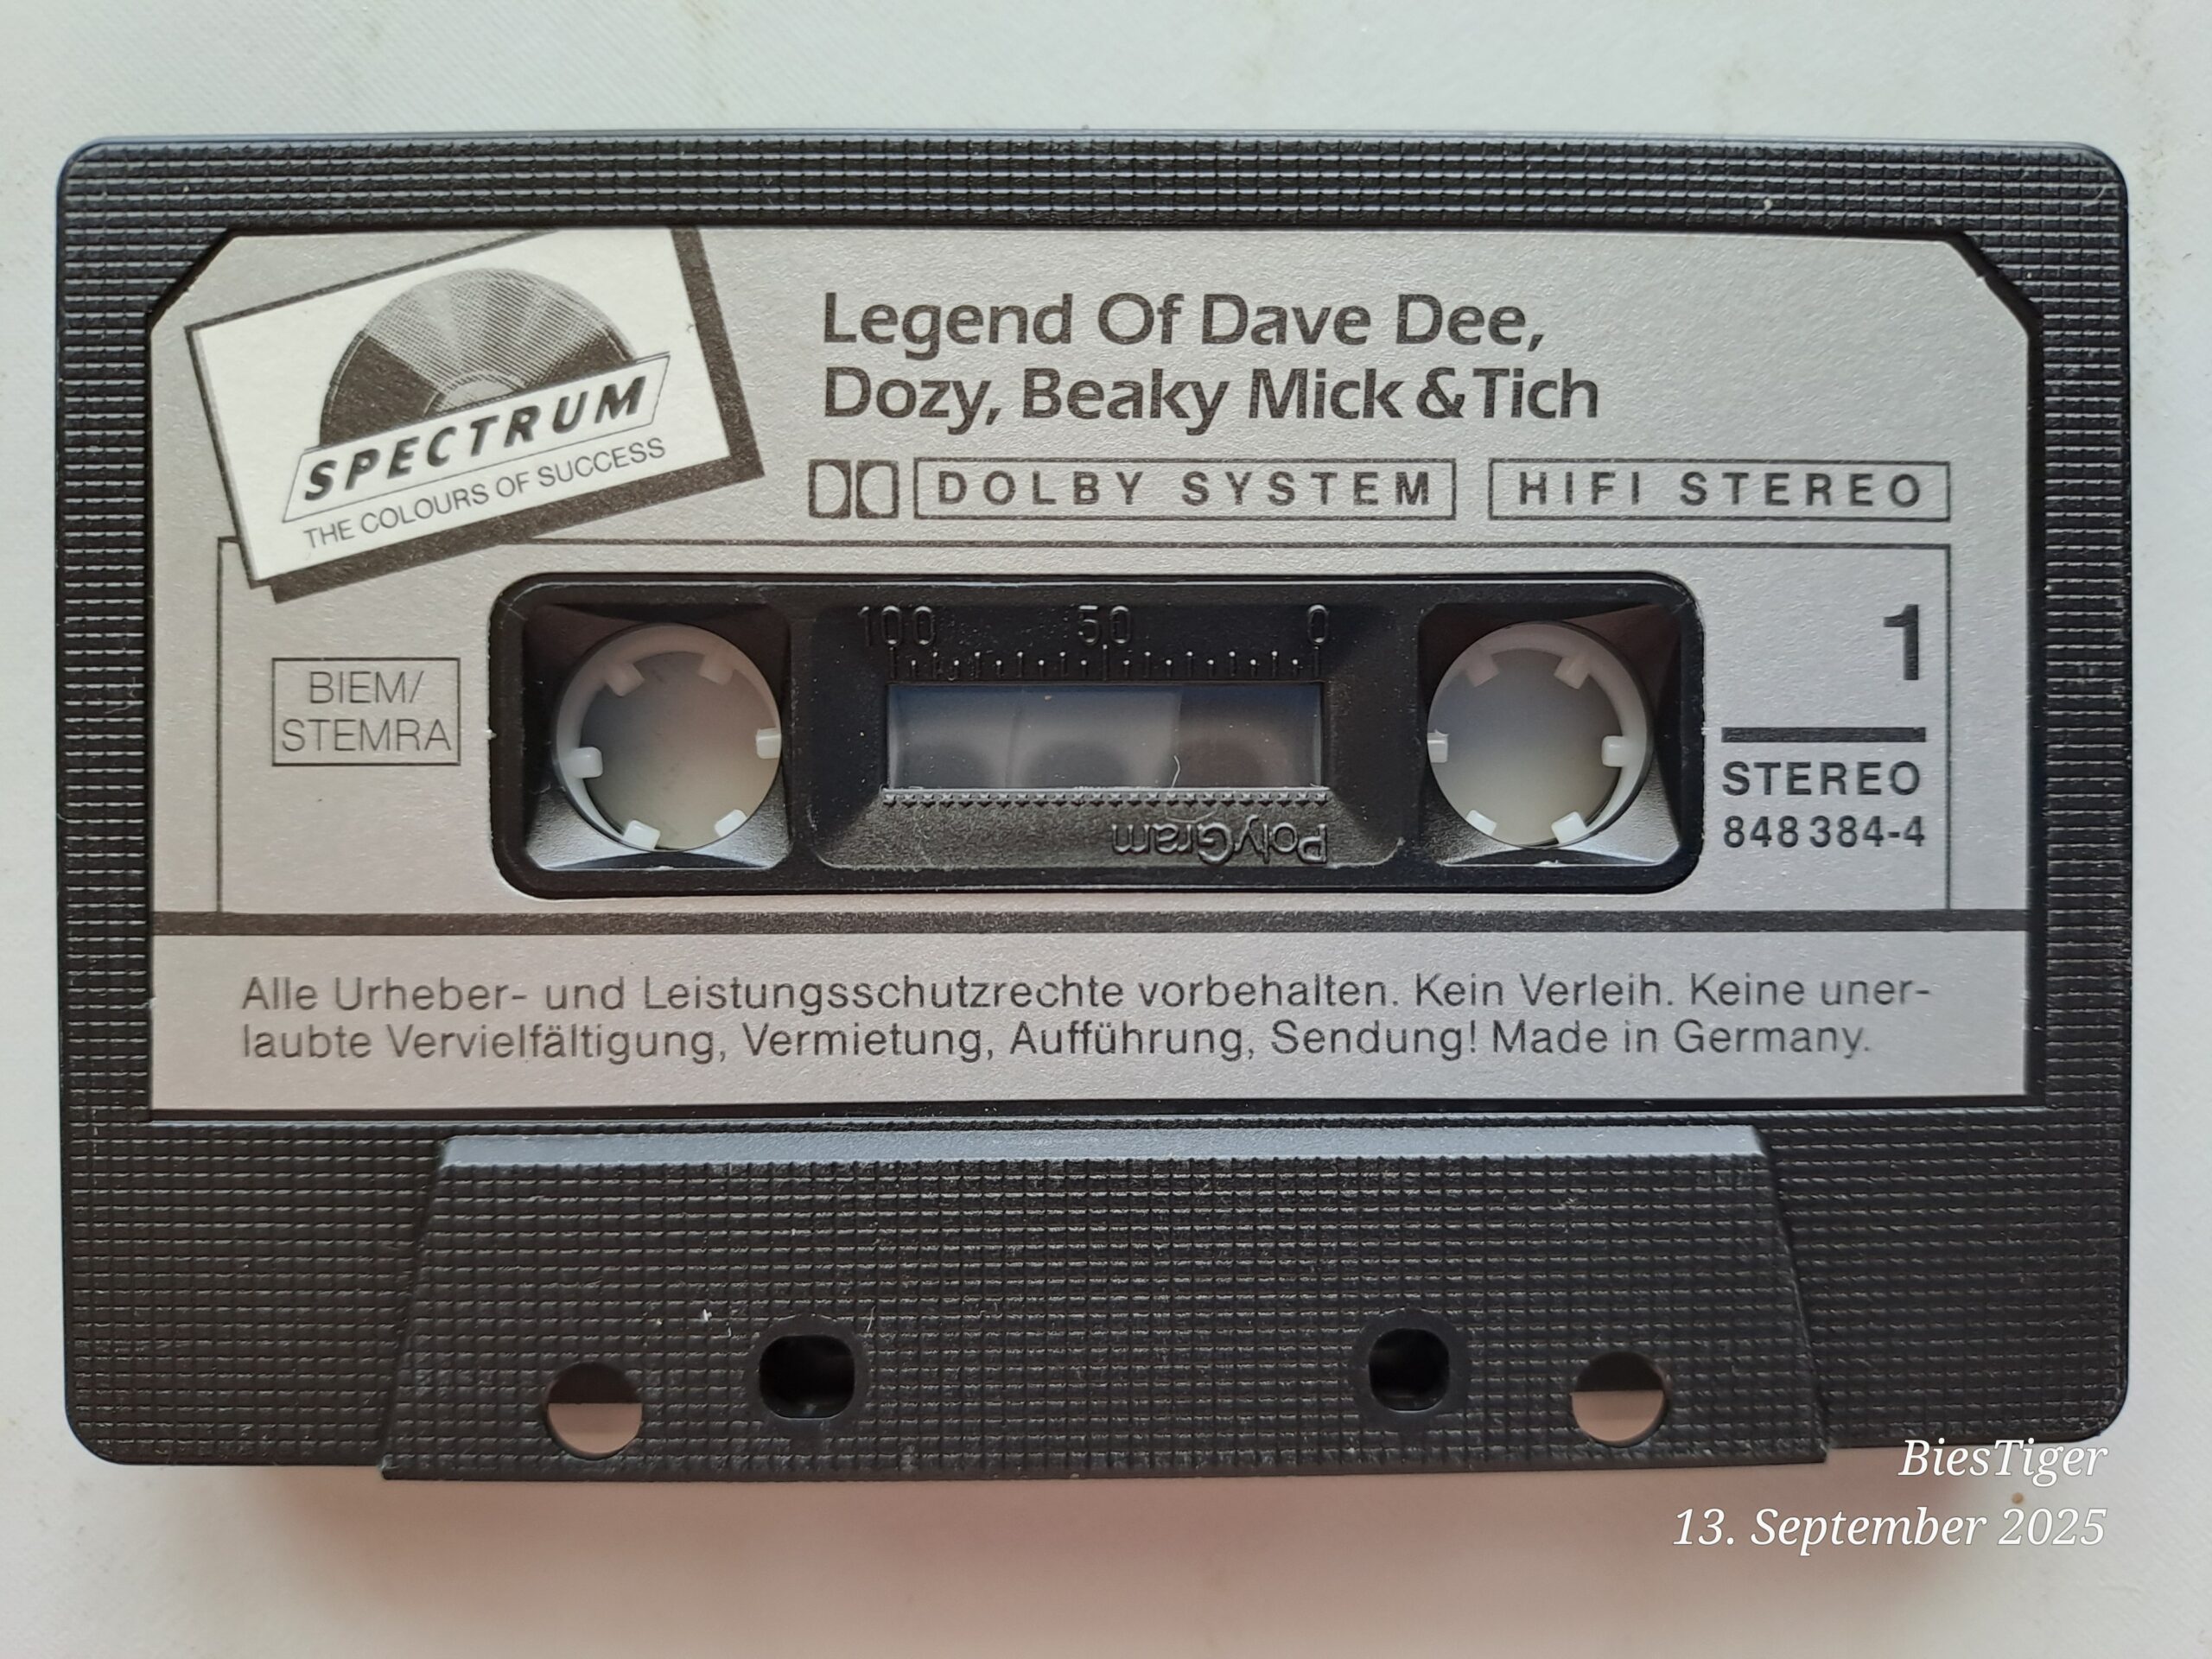 SPECTRUM
THE COLOURS OF SUCCESS
Legend Of Dave Dee,
Dozy, Beaky Mick & Tich
DOLBY SYSTEM
HIFI STEREO
BIEM/
STEMRA
100 50 0
PolyGram
1
STEREO
848 384-4
Alle Urheber- und Leistungsschutzrechte vorbehalten. Kein Verleih. Keine uner-
laubte Vervielfältigung, Vermietung, Aufführung, Sendung! Made in Germany.
BiesTiger
13. September 2025